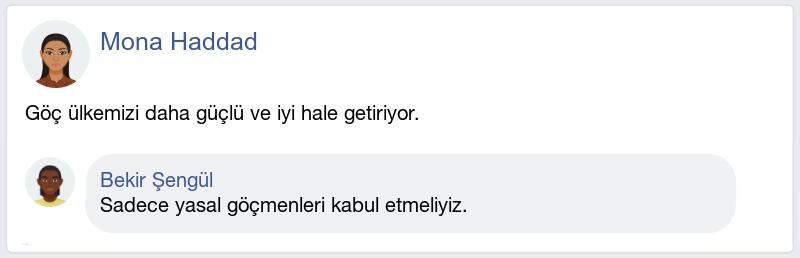 Mona Haddad
Göç ülkemizi daha güçlü ve iyi hale getiriyor.
Bekir Şengül
Sadece yasal göçmenleri kabul etmeliyiz.